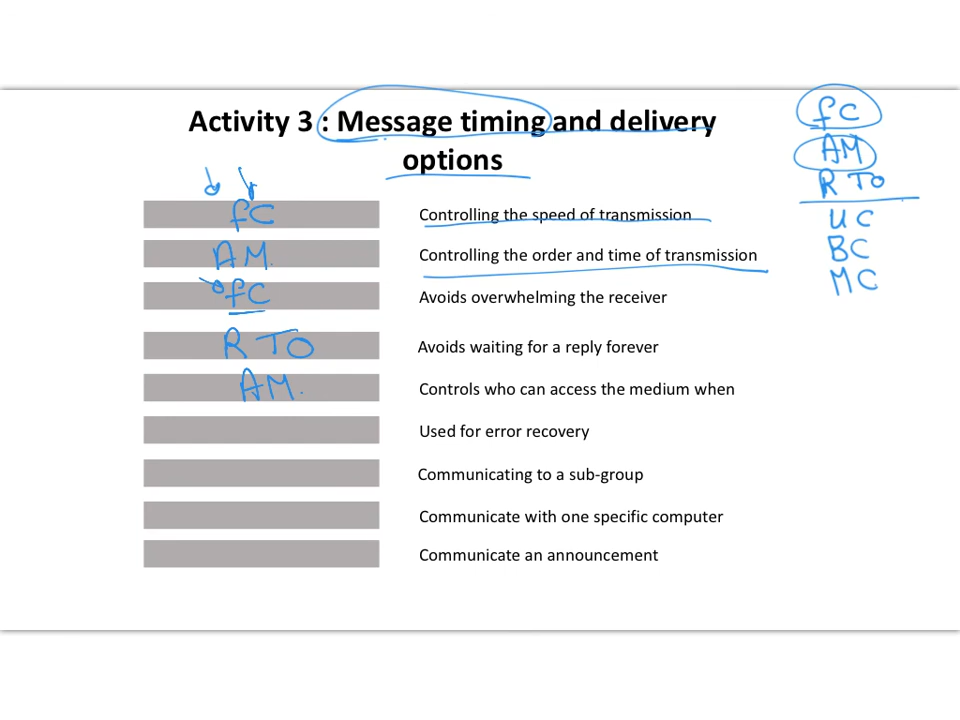 Activity 3 : Message timing and delivery
options
fC
AM
RTO
UC
BC
MC
fC Controlling the speed of transmission
AM. Controlling the order and time of transmission
fC Avoids overwhelming the receiver
RTO Avoids waiting for a reply forever
AM. Controls who can access the medium when
Used for error recovery
Communicating to a sub-group
Communicate with one specific computer
Communicate an announcement